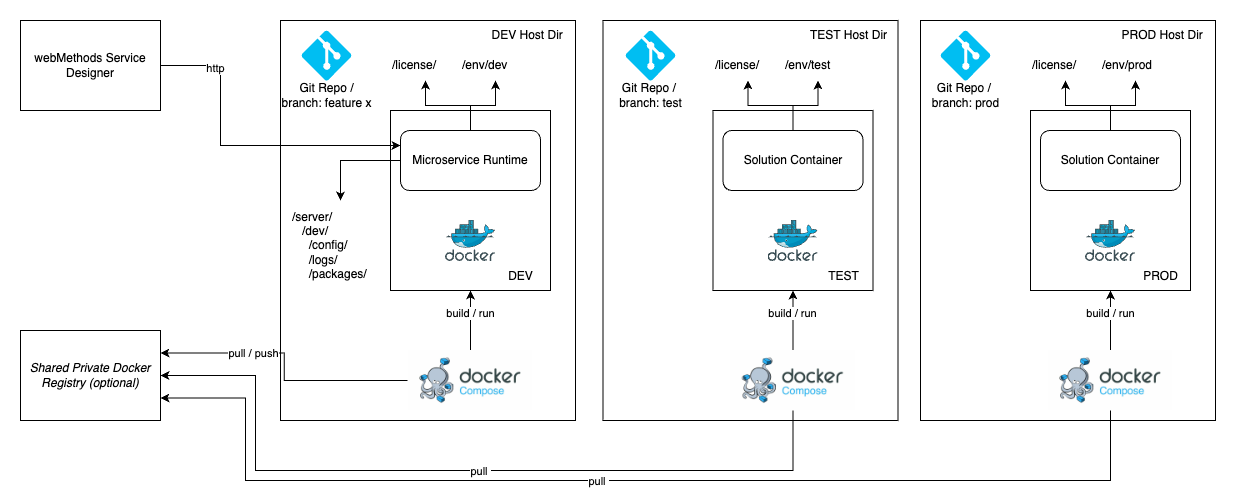 webMethods Service
Designer
http
DEV Host Dir
Git Repo /
branch: feature x
/license/
/env/dev
Microservice Runtime
/server/
/dev/
/config/
/logs/
/packages/
docker
DEV
build / run
docker
Compose
TEST Host Dir
Git Repo /
branch: test
/license/
/env/test
Solution Container
docker
TEST
build / run
docker
Compose
PROD Host Dir
Git Repo /
branch: prod
/license/
/env/prod
Solution Container
docker
PROD
build / run
docker
Compose
Shared Private Docker
Registry (optional)
pull / push
pull
pull